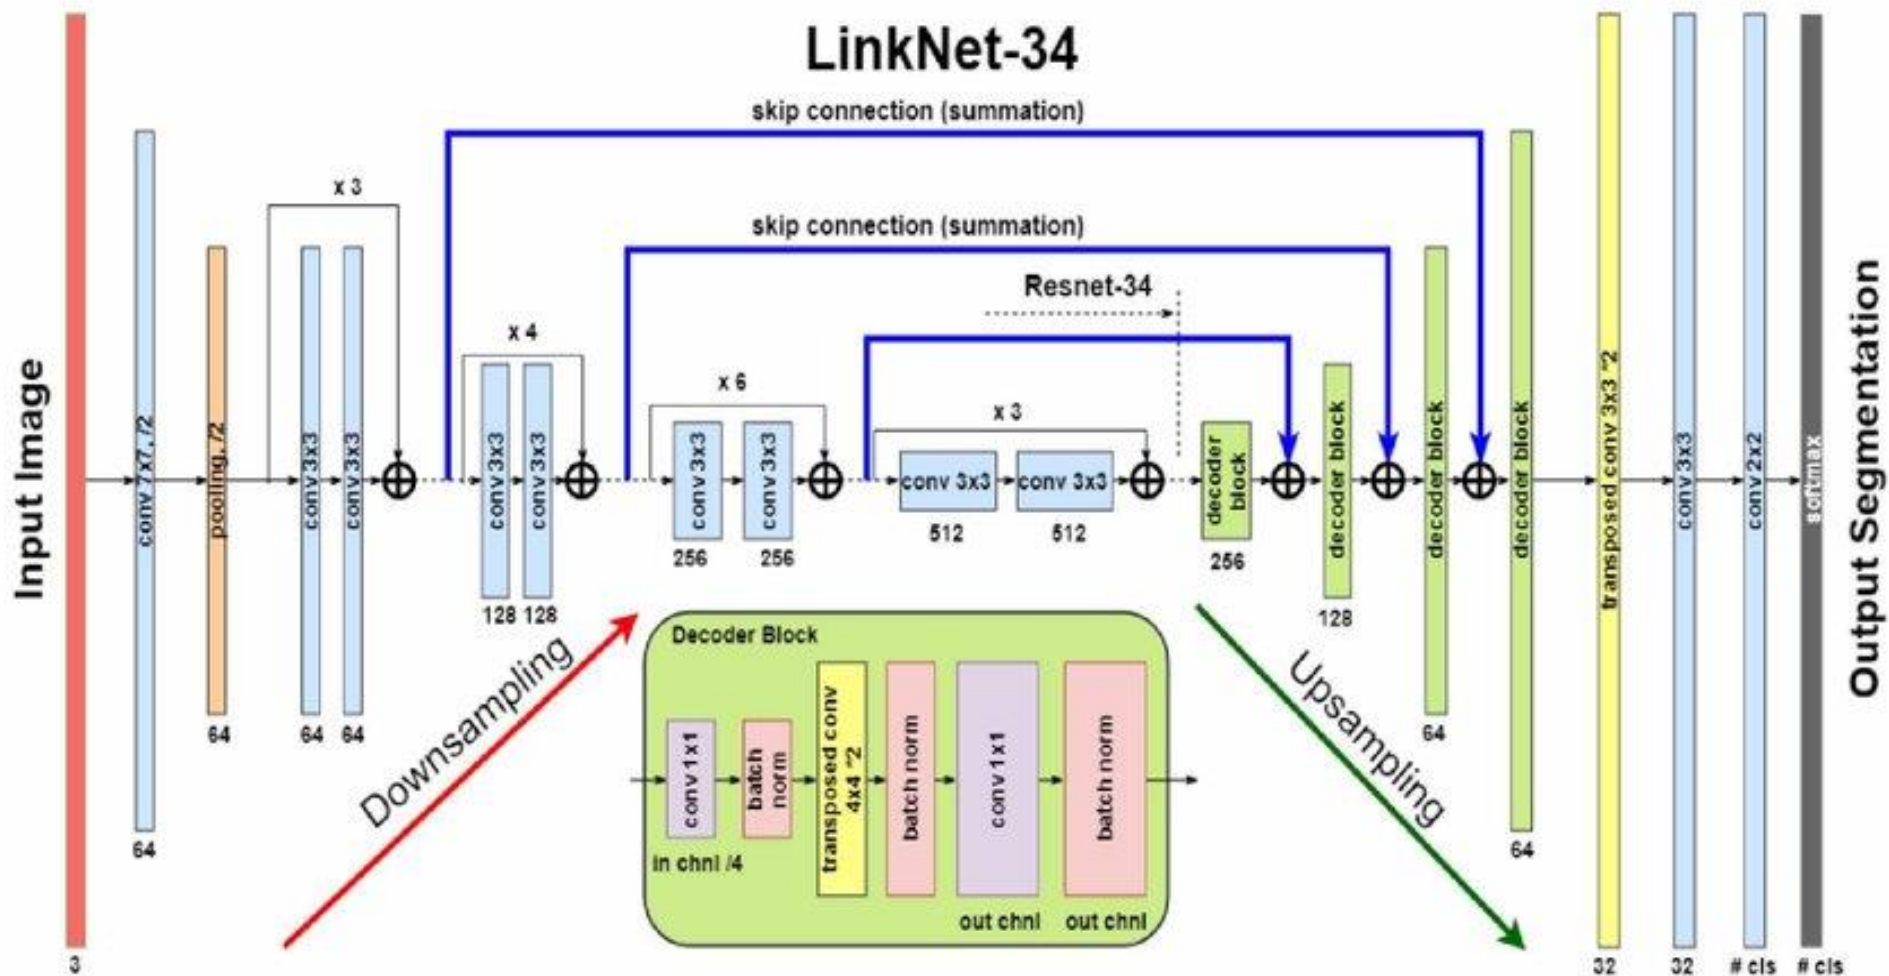 LinkNet-34
skip connection (summation)
skip connection (summation)
Resnet-34
x 3
x 4
x 6
x 3
Input Image
conv 7x7, /2
pooling, /2
conv 3x3
conv 3x3
conv 3x3
conv 3x3
conv 3x3
conv 3x3
conv 3x3
conv 3x3
decoder
block
decoder block
decoder block
decoder block
transposed conv 3x3 *2
conv 3x3
conv 2x2
softmax
Output Segmentation
3
64
64
64
64
128
128
256
256
512
512
256
128
64
64
32
32
# cls
# cls
Downsampling
Upsampling
Decoder Block
conv 1x1
batch
norm
transposed conv
4x4 *2
batch norm
conv 1x1
batch norm
in chnl /4
out chnl
out chnl